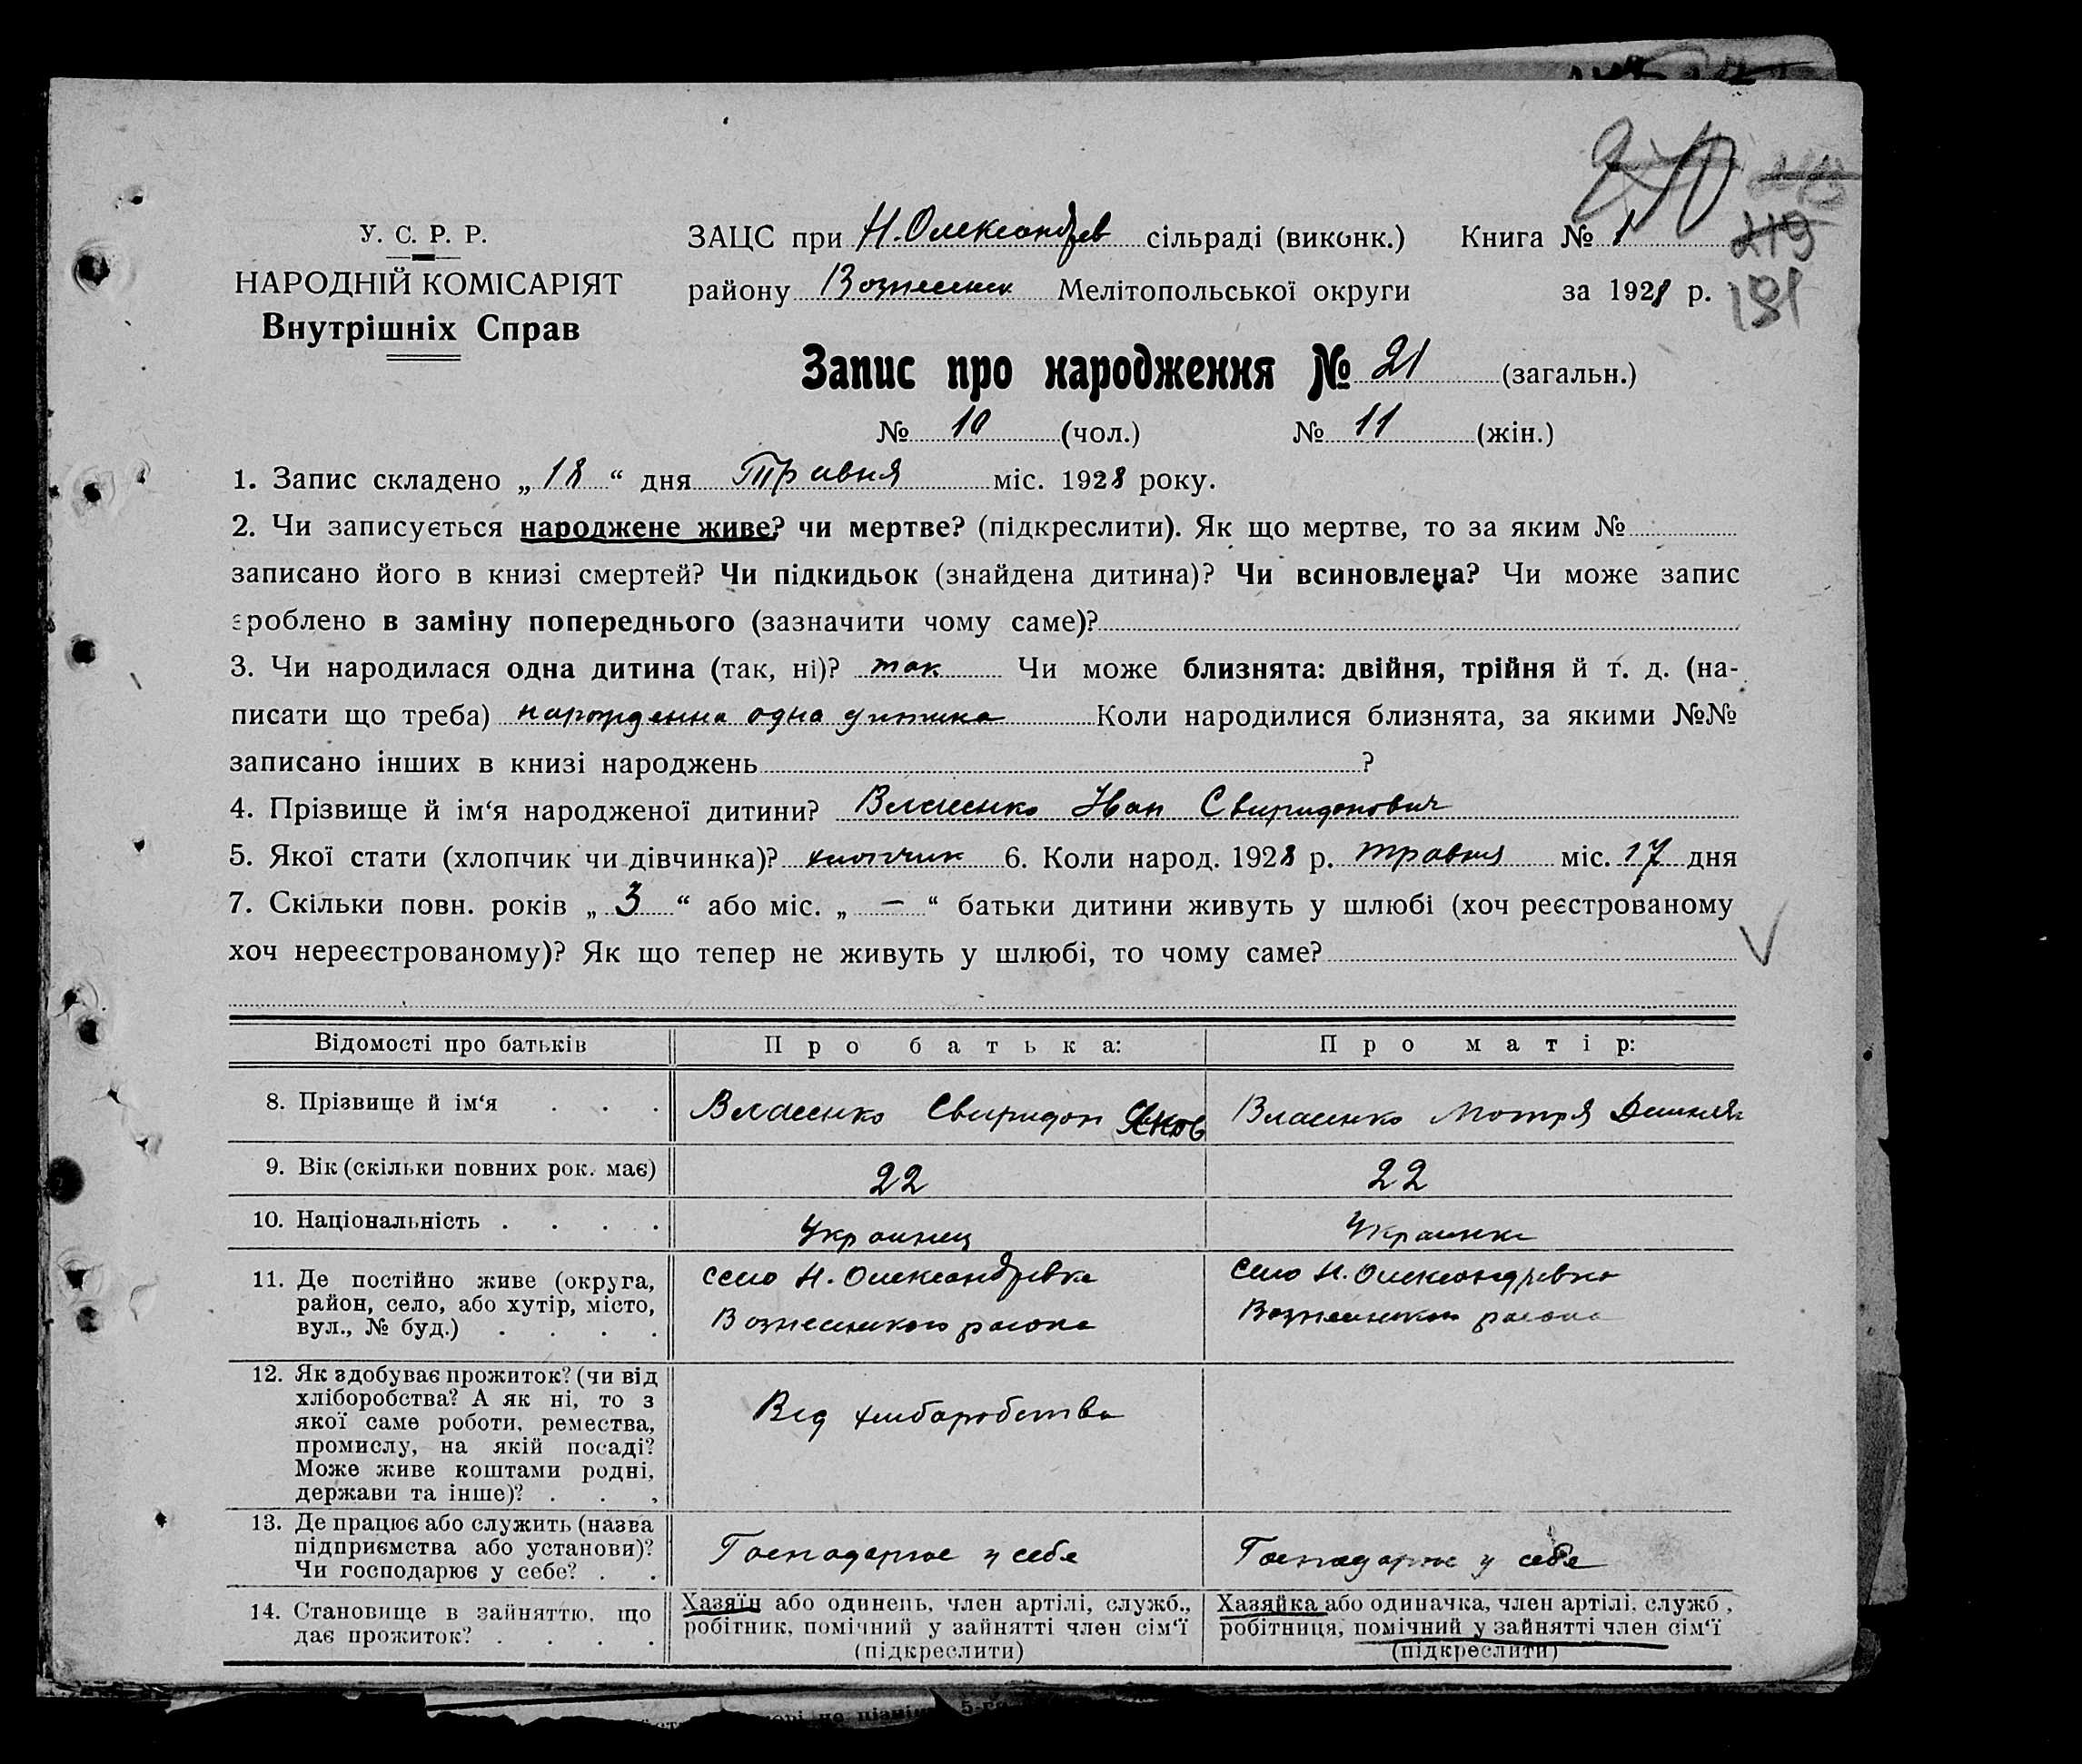 У. С. Р. Р.
НАРОДНІЙ КОМІСАРІЯТ
Внутрішніх Справ
ЗАЦС при Н. Олександрев сільраді (виконк.) Книга № 1
219
району Вознесенск Мелітопольської округи за 1928 р.
191
Запис про народження № 21 (загальн.)
№ 10 (чол.) № 11 (жін.)
1. Запис складено „18“ дня Травня міс. 1928 року.
2. Чи записується народжене живе? чи мертве? (підкреслити). Як що мертве, то за яким №
записано його в книзі смертей? Чи підкидьок (знайдена дитина)? Чи всиновлена? Чи може запис
зроблено в заміну попереднього (зазначити чому саме)?
3. Чи народилася одна дитина (так, ні)? так Чи може близнята: двійня, трійня й т. д. (на-
писати що треба) народженна одна дитина Коли народилися близнята, за якими №№
записано інших в книзі народжень ?
4. Прізвище й ім‘я народженої дитини? Власенко Иван Свиридонович
5. Якої стати (хлопчик чи дівчинка)? хлопчик 6. Коли народ. 1928 р. травня міс. 17 дня
7. Скільки повн. років „3“ або міс. „–“ батьки дитини живуть у шлюбі (хоч реєстрованому
хоч нереєстрованому)? Як що тепер не живуть у шлюбі, то чому саме?
Відомості про батьків Про батька: Про матір:
8. Прізвище й ім‘я . . . Власенко Свиридон Яков Власенко Мотря
9. Вік (скільки повних рок. має) 22 22
10. Національність . . . . Украинец Украинка
11. Де постійно живе (округа,
район, село, або хутір, місто,
вул., № буд.) . . . .
село Н. Олександревка
Вознесенского района
село Н. Олександревка
Вознесенского района
12. Як здобуває прожиток? (чи від
хліборобства? А як ні, то з
якої саме роботи, ремества,
промислу, на якій посаді?
Може живе коштами родні,
держави та інше)? . . .
Від хлиборобства
13. Де працює або служить (назва
підприємства або установи)?
Чи господарює у себе? . .
Господарює у себе
Господарює у себе
14. Становище в зайняттю, що
дає прожиток? . . . .
Хазяїн або одинець, член артілі, служб.,
робітник, помічний у зайнятті член сім‘ї
(підкреслити)
Хазяйка або одиначка, член артілі, служб ,
робітниця, помічний у зайнятті член сім‘ї
(підкреслити)